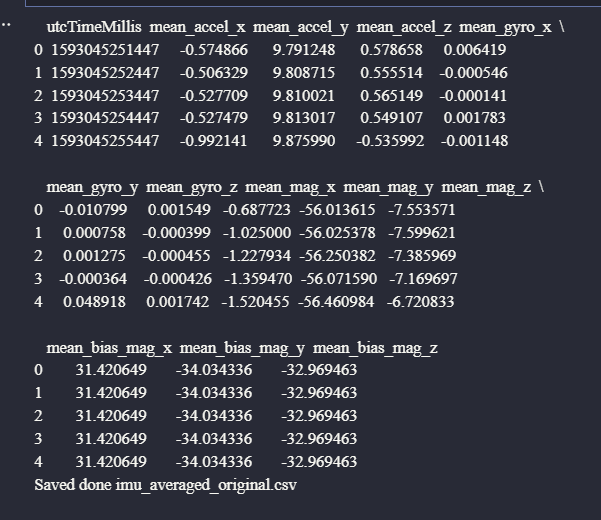 utcTimeMillis mean_accel_x mean_accel_y mean_accel_z mean_gyro_x \
0 1593045251447 -0.574866 9.791248 0.578658 0.006419
1 1593045252447 -0.506329 9.808715 0.555514 -0.000546
2 1593045253447 -0.527709 9.810021 0.565149 -0.000141
3 1593045254447 -0.527479 9.813017 0.549107 0.001783
4 1593045255447 -0.992141 9.875990 -0.535992 -0.001148
mean_gyro_y mean_gyro_z mean_mag_x mean_mag_y mean_mag_z \
0 -0.010799 0.001549 -0.687723 -56.013615 -7.553571
1 0.000758 -0.000399 -1.025000 -56.025378 -7.599621
2 0.001275 -0.000455 -1.227934 -56.250382 -7.385969
3 -0.000364 -0.000426 -1.359470 -56.071590 -7.169697
4 0.048918 0.001742 -1.520455 -56.460984 -6.720833
mean_bias_mag_x mean_bias_mag_y mean_bias_mag_z
0 31.420649 -34.034336 -32.969463
1 31.420649 -34.034336 -32.969463
2 31.420649 -34.034336 -32.969463
3 31.420649 -34.034336 -32.969463
4 31.420649 -34.034336 -32.969463
Saved done imu_averaged_original.csv